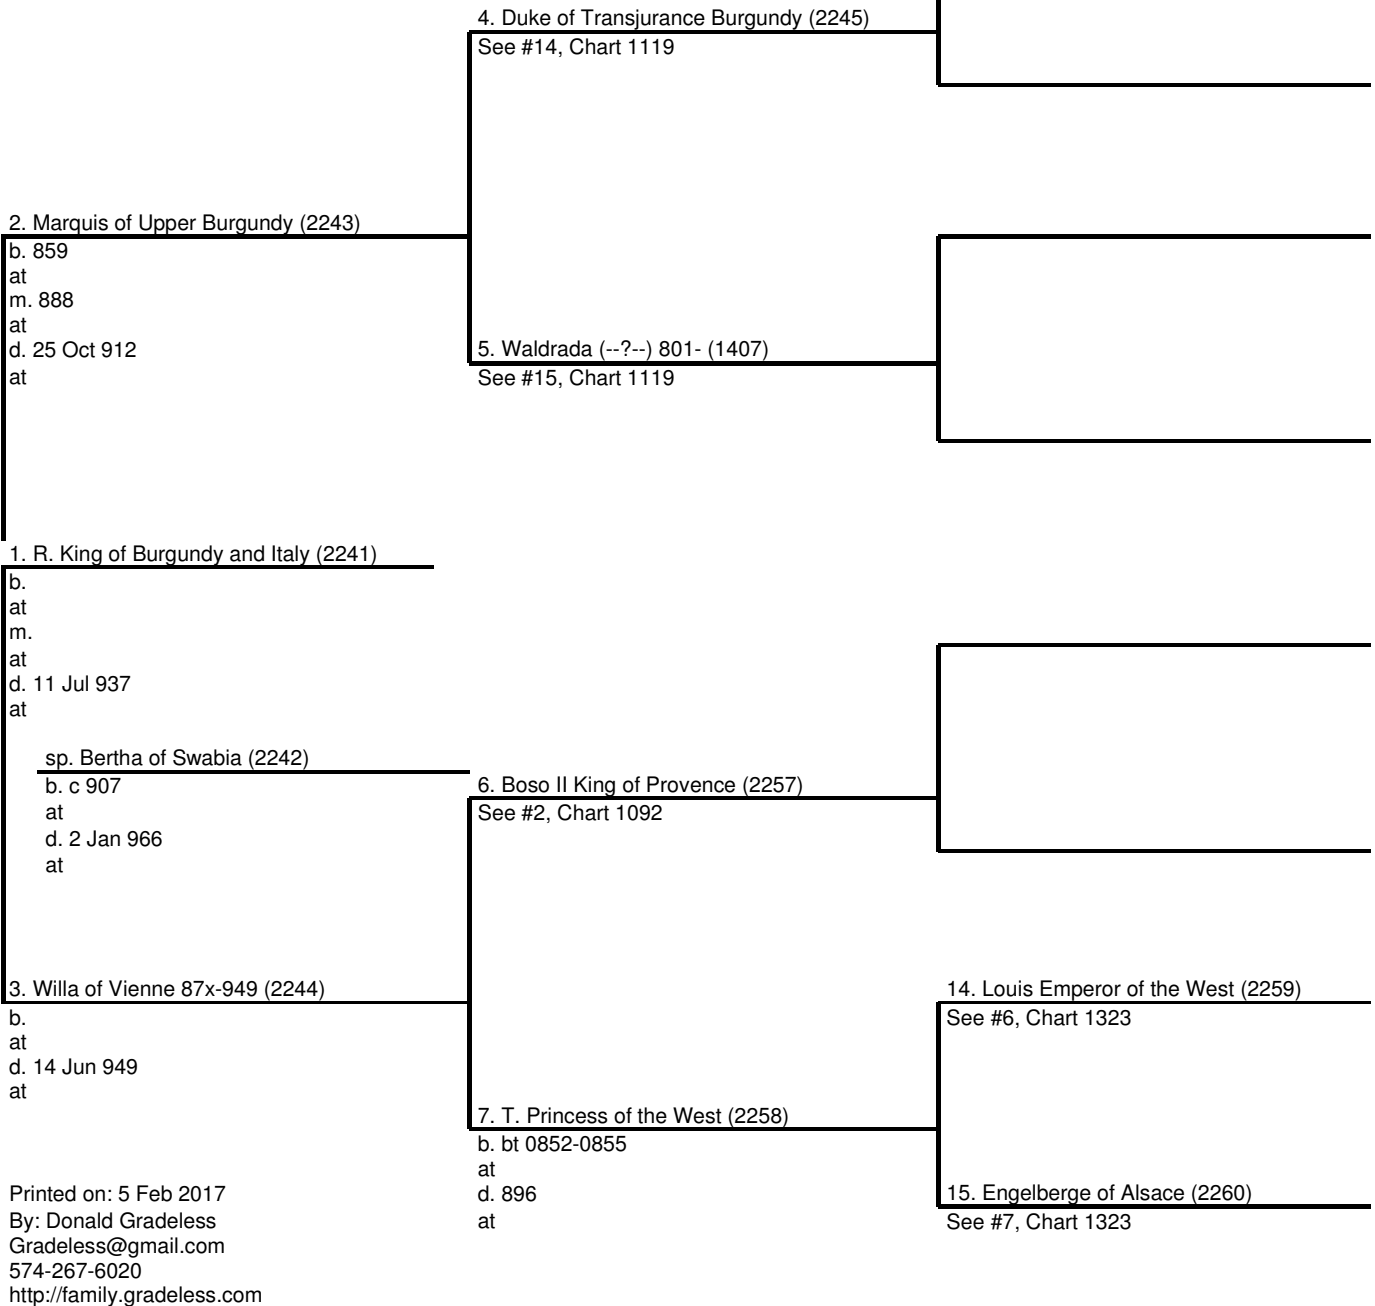 4. Duke of Transjurance Burgundy (2245)
See #14, Chart 1119
2. Marquis of Upper Burgundy (2243)
b. 859
at
m. 888
at
d. 25 Oct 912
at
5. Waldrada (--?--) 801- (1407)
See #15, Chart 1119
1. R. King of Burgundy and Italy (2241)
b.
at
m.
at
d. 11 Jul 937
at
sp. Bertha of Swabia (2242)
b. c 907
at
d. 2 Jan 966
at
6. Boso II King of Provence (2257)
See #2, Chart 1092
3. Willa of Vienne 87x-949 (2244)
b.
at
d. 14 Jun 949
at
14. Louis Emperor of the West (2259)
See #6, Chart 1323
7. T. Princess of the West (2258)
b. bt 0852-0855
at
d. 896
at
15. Engelberge of Alsace (2260)
See #7, Chart 1323
Printed on: 5 Feb 2017
By: Donald Gradeless
Gradeless@gmail.com
574-267-6020
http://family.gradeless.com